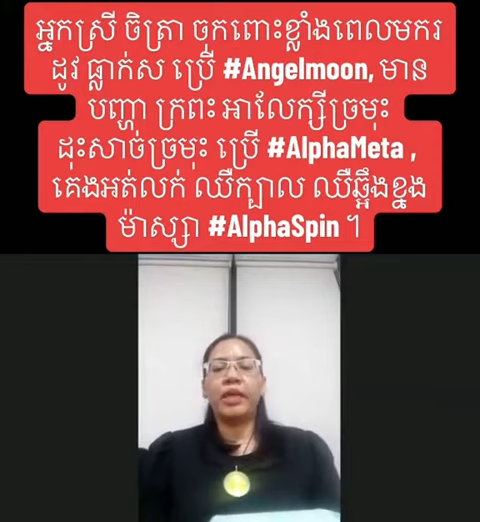 អ្នកស្រី ចិត្រា ចុកពោះខ្លាំងពេលមករ
ដូវ ធ្លាក់ស ប្រើ #Angelmoon, មាន
បញ្ហា ក្រពះ អាលែក្សីច្រមុះ
ដុះសាច់ច្រមុះ ប្រើ #AlphaMeta ,
គេងអត់លក់ ឈឺក្បាល ឈឺឆ្អឹងខ្នង
ម៉ាស្សា #AlphaSpin ។